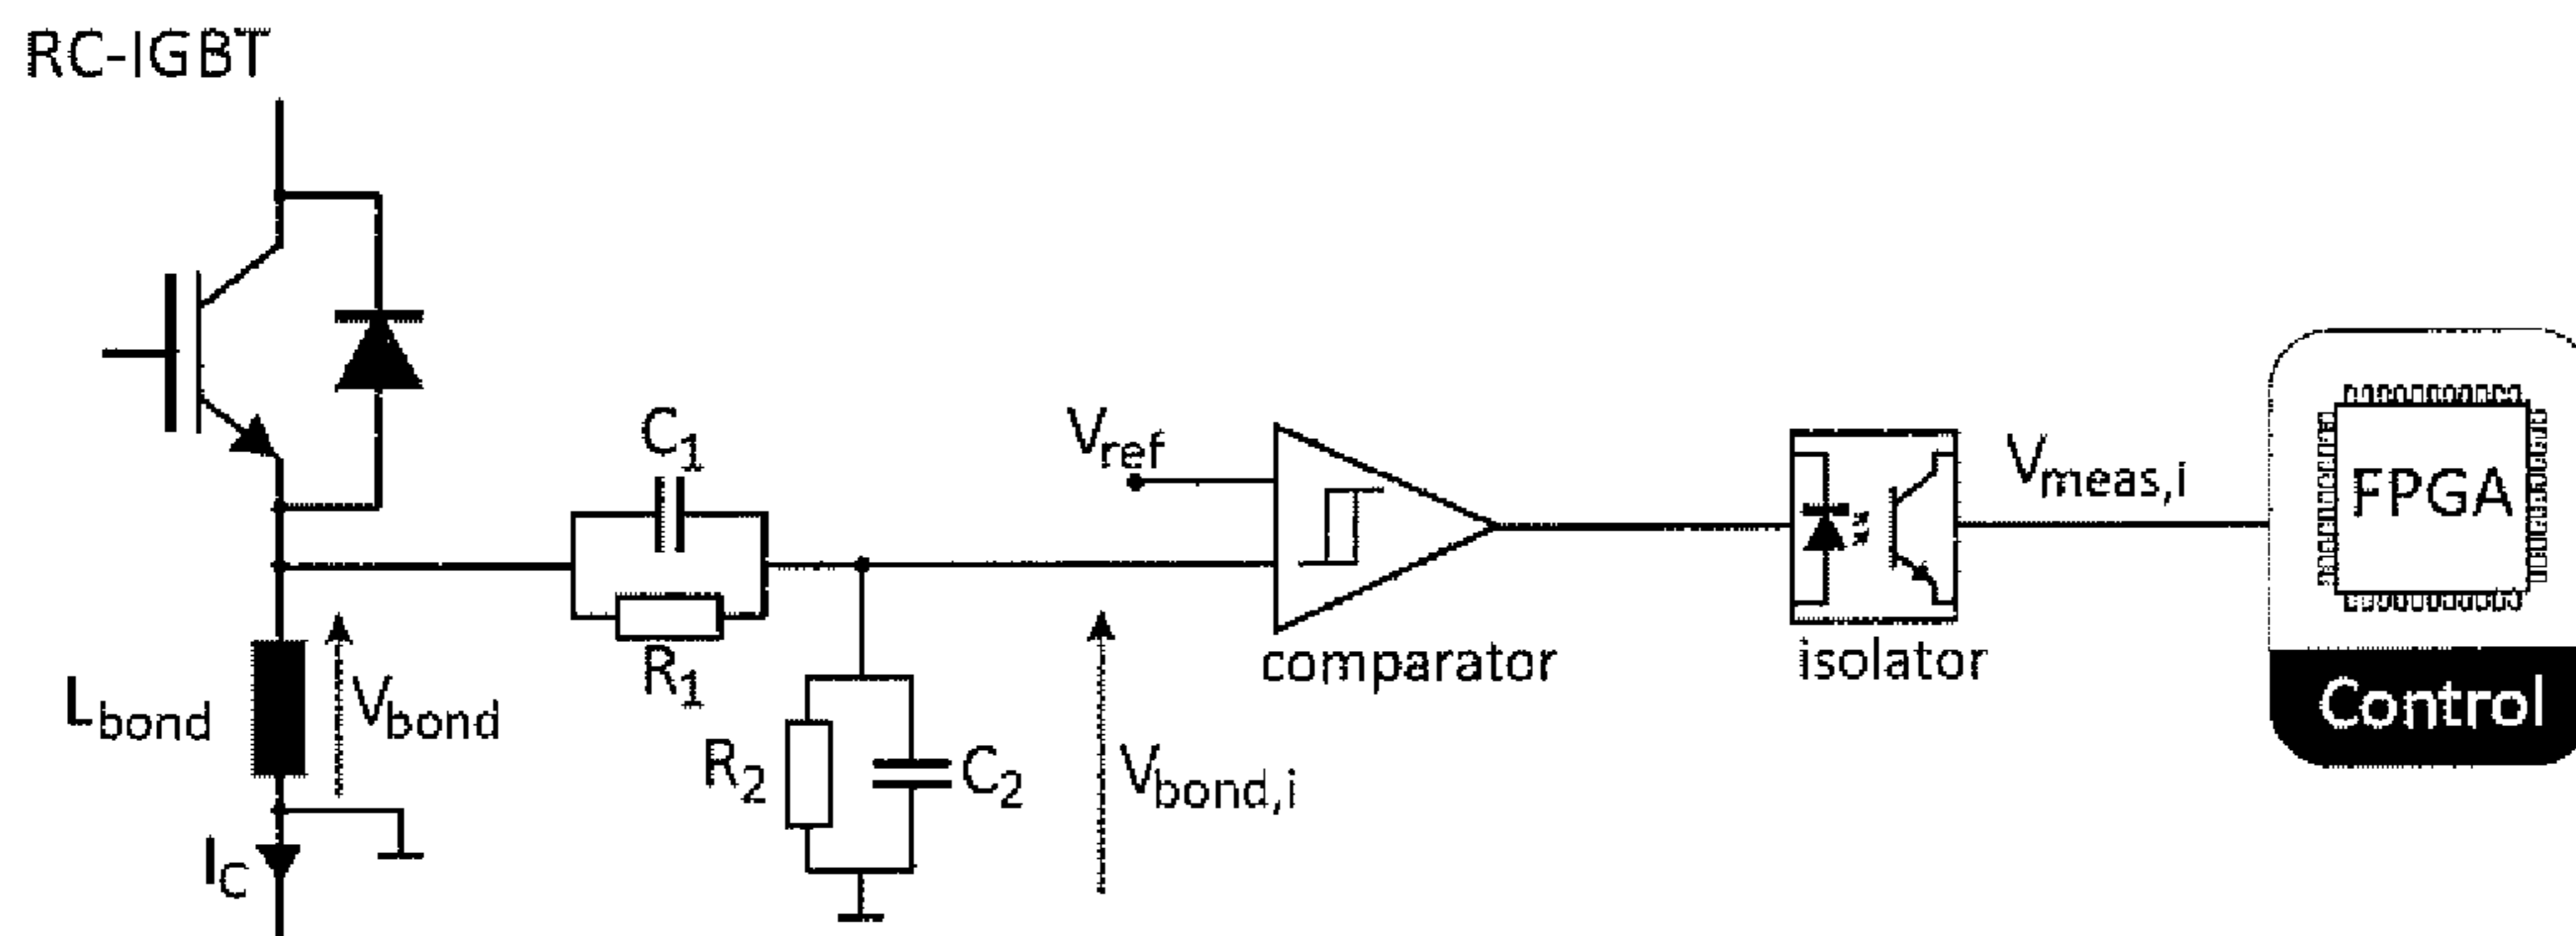 RC-IGBT
C1
R1
Vref
comparator
isolator
Vmeas,i
FPGA
Control
Lbond
Vbond
R2
C2
Vbond,i
IC